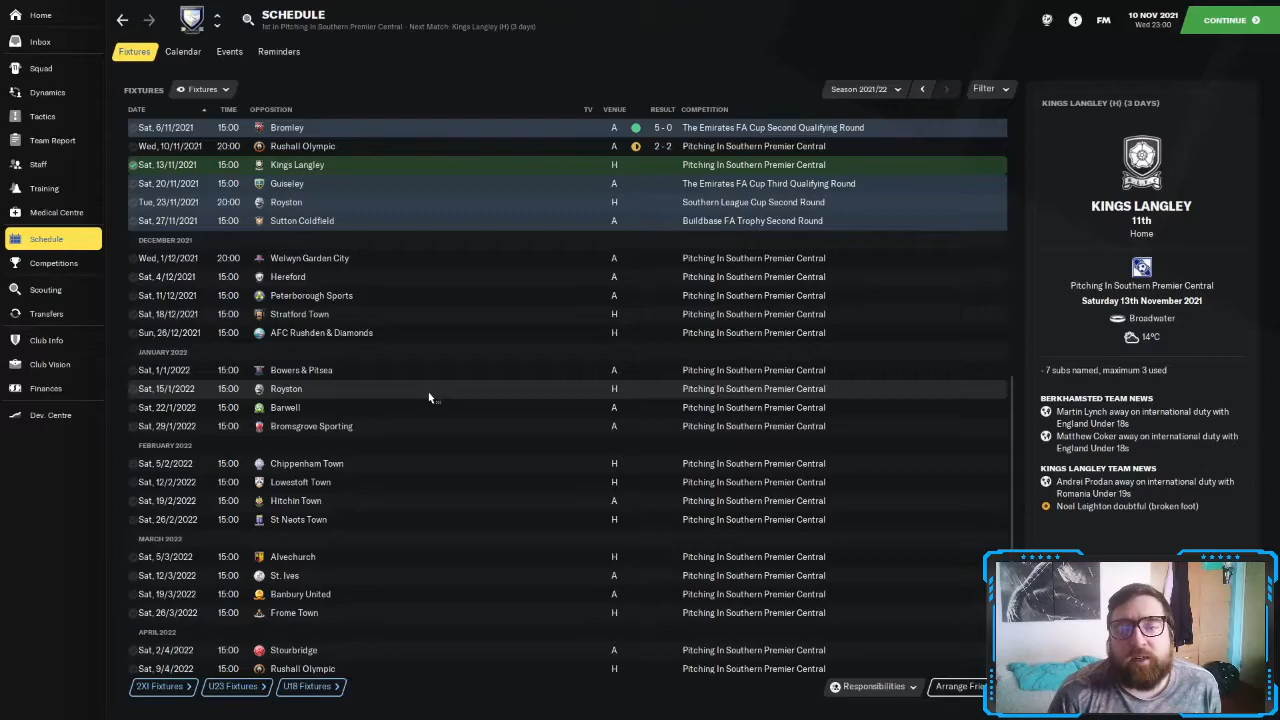 Home
SCHEDULE
1st in Pitching In Southern Premier Central - Next Match: Kings Langley (H) (3 days)
FM
10 NOV 2021
Wed 23:00
CONTINUE
Inbox
Squad
Dynamics
Tactics
Team Report
Staff
Training
Medical Centre
Schedule
Competitions
Scouting
Transfers
Club Info
Club Vision
Finances
Dev. Centre
Fixtures Calendar Events Reminders
FIXTURES Fixtures Season 2021/22 Filter
DATE TIME OPPOSITION TV VENUE RESULT COMPETITION
Sat, 6/11/2021 15:00 Bromley A 5 - 0 The Emirates FA Cup Second Qualifying Round
Wed, 10/11/2021 20:00 Rushall Olympic A 2 - 2 Pitching In Southern Premier Central
Sat, 13/11/2021 15:00 Kings Langley H Pitching In Southern Premier Central
Sat, 20/11/2021 15:00 Guiseley A The Emirates FA Cup Third Qualifying Round
Tue, 23/11/2021 20:00 Royston H Southern League Cup Second Round
Sat, 27/11/2021 15:00 Sutton Coldfield A Buildbase FA Trophy Second Round
DECEMBER 2021
Wed, 1/12/2021 20:00 Welwyn Garden City A Pitching In Southern Premier Central
Sat, 4/12/2021 15:00 Hereford A Pitching In Southern Premier Central
Sat, 11/12/2021 15:00 Peterborough Sports A Pitching In Southern Premier Central
Sat, 18/12/2021 15:00 Stratford Town H Pitching In Southern Premier Central
Sun, 26/12/2021 15:00 AFC Rushden & Diamonds H Pitching In Southern Premier Central
JANUARY 2022
Sat, 1/1/2022 15:00 Bowers & Pitsea A Pitching In Southern Premier Central
Sat, 15/1/2022 15:00 Royston H Pitching In Southern Premier Central
Sat, 22/1/2022 15:00 Barwell A Pitching In Southern Premier Central
Sat, 29/1/2022 15:00 Bromsgrove Sporting A Pitching In Southern Premier Central
FEBRUARY 2022
Sat, 5/2/2022 15:00 Chippenham Town H Pitching In Southern Premier Central
Sat, 12/2/2022 15:00 Lowestoft Town H Pitching In Southern Premier Central
Sat, 19/2/2022 15:00 Hitchin Town A Pitching In Southern Premier Central
Sat, 26/2/2022 15:00 St Neots Town H Pitching In Southern Premier Central
MARCH 2022
Sat, 5/3/2022 15:00 Alvechurch H Pitching In Southern Premier Central
Sat, 12/3/2022 15:00 St. Ives A Pitching In Southern Premier Central
Sat, 19/3/2022 15:00 Banbury United A Pitching In Southern Premier Central
Sat, 26/3/2022 15:00 Frome Town H Pitching In Southern Premier Central
APRIL 2022
Sat, 2/4/2022 15:00 Stourbridge A Pitching In Southern Premier Central
Sat, 9/4/2022 15:00 Rushall Olympic H Pitching In Southern Premier Central
2XI Fixtures U23 Fixtures U18 Fixtures Responsibilities Arrange Frie
KINGS LANGLEY (H) (3 DAYS)
KINGS LANGLEY
11th
Home
Pitching In Southern Premier Central
Saturday 13th November 2021
Broadwater
14°C
- 7 subs named, maximum 3 used
BERKHAMSTED TEAM NEWS
Martin Lynch away on international duty with
England Under 18s
Matthew Coker away on international duty with
England Under 18s
KINGS LANGLEY TEAM NEWS
Andrei Prodan away on international duty with
Romania Under 19s
Noel Leighton doubtful (broken foot)